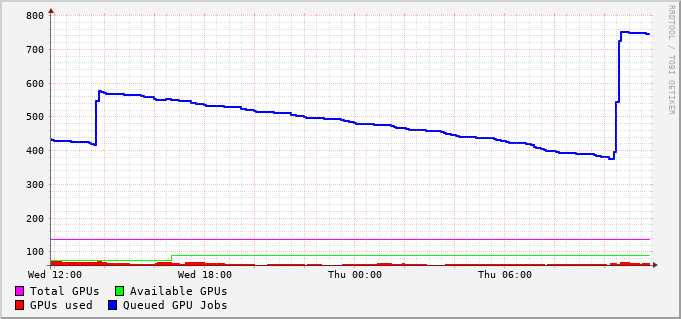 800
700
600
500
400
300
200
100
Wed 12:00 Wed 18:00 Thu 00:00 Thu 06:00
Total GPUs Available GPUs
GPUs used Queued GPU Jobs
RRDTOOL / TOBI OETIKER